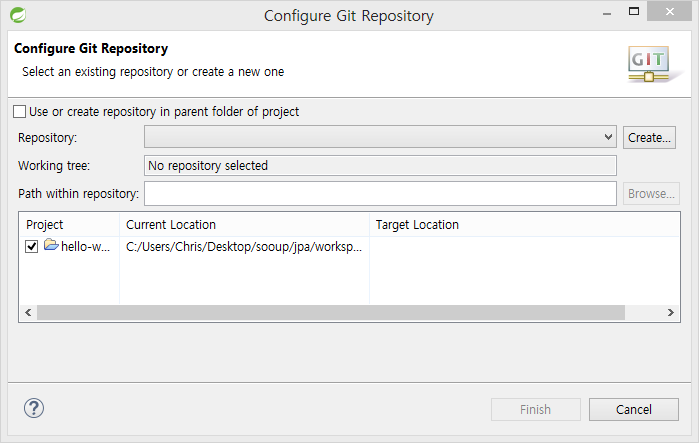 Configure Git Repository
Configure Git Repository
Select an existing repository or create a new one
GIT
Use or create repository in parent folder of project
Repository: Create...
Working tree: No repository selected
Path within repository: Browse...
Project Current Location Target Location
hello-w... C:/Users/Chris/Desktop/sooup/jpa/worksp...
Finish Cancel